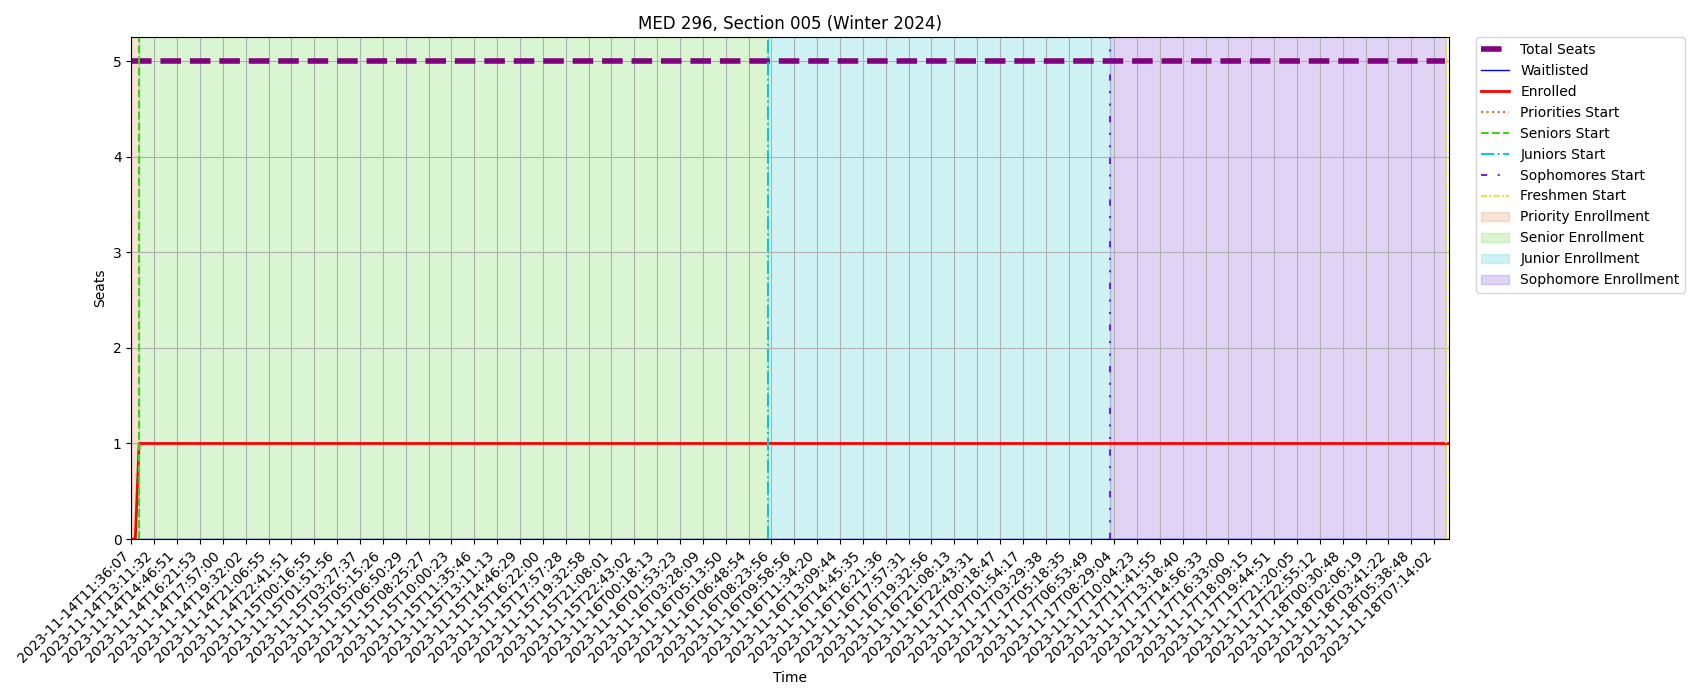 MED 296, Section 005 (Winter 2024)
Seats
5
4
3
2
1
0
2023-11-14T11:36:07
2023-11-14T13:11:32
2023-11-14T14:46:51
2023-11-14T16:21:53
2023-11-14T17:57:00
2023-11-14T19:32:02
2023-11-14T21:06:55
2023-11-14T22:41:51
2023-11-15T00:16:55
2023-11-15T01:51:56
2023-11-15T03:27:37
2023-11-15T05:15:26
2023-11-15T06:50:29
2023-11-15T08:25:27
2023-11-15T10:00:23
2023-11-15T11:35:46
2023-11-15T13:11:13
2023-11-15T14:46:29
2023-11-15T16:22:00
2023-11-15T17:57:28
2023-11-15T19:32:58
2023-11-15T21:08:01
2023-11-15T22:43:02
2023-11-16T00:18:13
2023-11-16T01:53:23
2023-11-16T03:28:09
2023-11-16T05:13:50
2023-11-16T06:48:54
2023-11-16T08:23:56
2023-11-16T09:58:56
2023-11-16T11:34:20
2023-11-16T13:09:44
2023-11-16T14:45:35
2023-11-16T16:21:36
2023-11-16T17:57:31
2023-11-16T19:32:56
2023-11-16T21:08:13
2023-11-16T22:43:31
2023-11-17T00:18:47
2023-11-17T01:54:17
2023-11-17T03:29:38
2023-11-17T05:18:35
2023-11-17T06:53:49
2023-11-17T08:29:04
2023-11-17T10:04:23
2023-11-17T11:41:55
2023-11-17T13:18:40
2023-11-17T14:56:33
2023-11-17T16:33:00
2023-11-17T18:09:15
2023-11-17T19:44:51
2023-11-17T21:20:05
2023-11-17T22:55:12
2023-11-18T00:30:48
2023-11-18T02:06:19
2023-11-18T03:41:22
2023-11-18T05:38:48
2023-11-18T07:14:02
Time
Total Seats
Waitlisted
Enrolled
Priorities Start
Seniors Start
Juniors Start
Sophomores Start
Freshmen Start
Priority Enrollment
Senior Enrollment
Junior Enrollment
Sophomore Enrollment